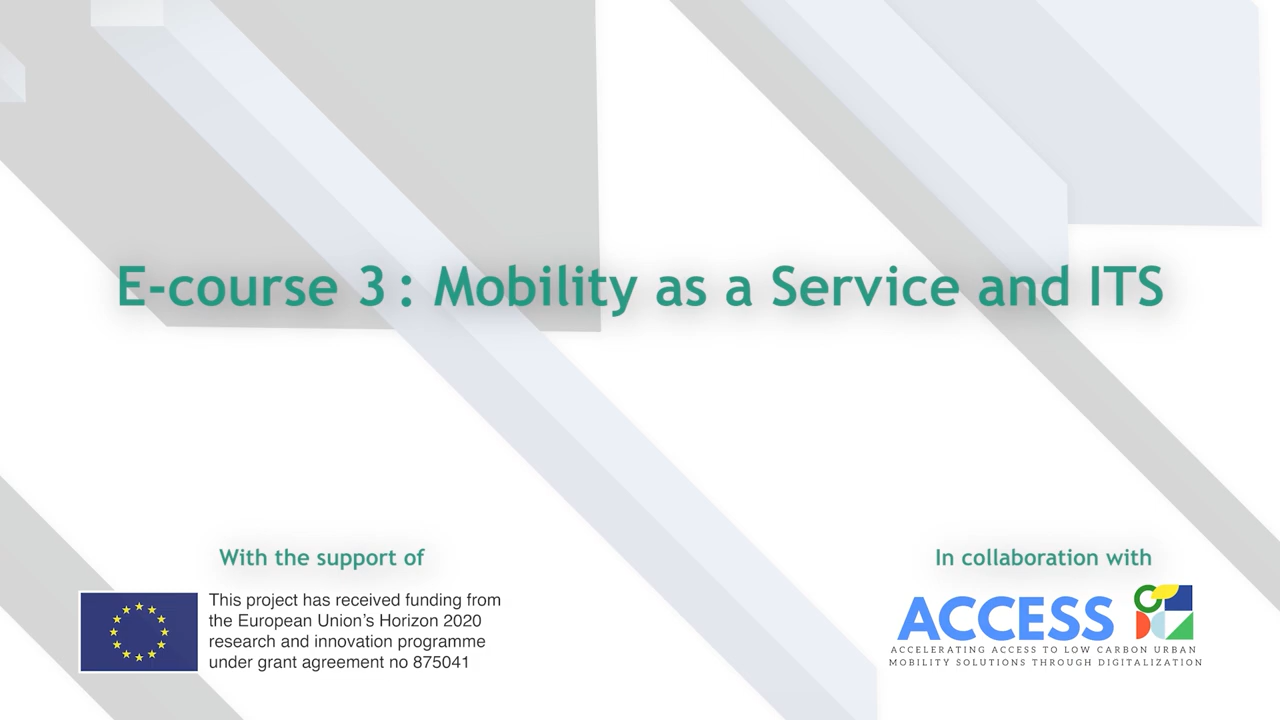 E-course 3 : Mobility as a Service and ITS
With the support of
This project has received funding from
the European Union's Horizon 2020
research and innovation programme
under grant agreement no 875041
In collaboration with
ACCESS
ACCELERATING ACCESS TO LOW CARBON URBAN
MOBILITY SOLUTIONS THROUGH DIGITALIZATION